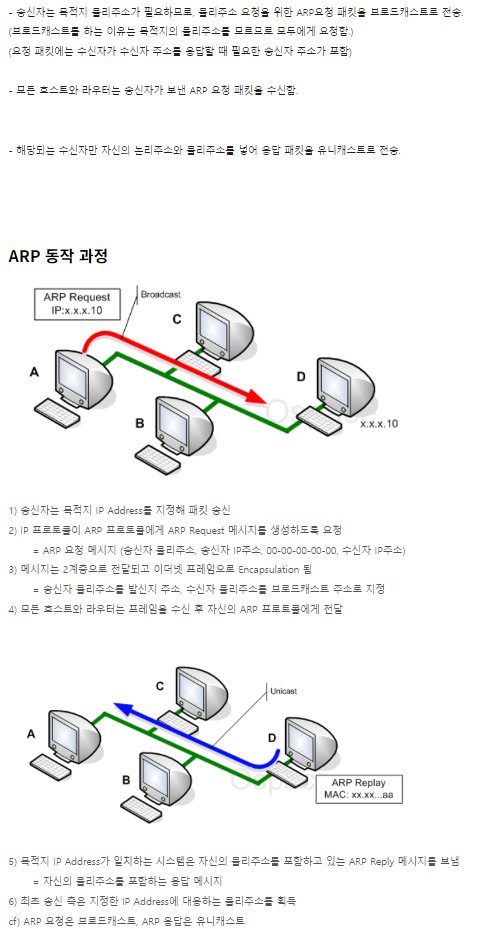 - 송신자는 목적지 물리주소가 필요하므로, 물리주소 요청을 위한 ARP요청 패킷을 브로드캐스트로 전송.
(브로드캐스트를 하는 이유는 목적지의 물리주소를 모르므로 모두에게 요청함.)
(요청 패킷에는 수신자가 수신자 주소를 응답할 때 필요한 송신자 주소가 포함)
- 모든 호스트와 라우터는 송신자가 보낸 ARP 요청 패킷을 수신함.
- 해당되는 수신자만 자신의 논리주소와 물리주소를 넣어 응답 패킷을 유니캐스트로 전송.
ARP 동작 과정
ARP Request
IP:x.x.x.10
Broadcast
C
A
D
B
x.x.x.10
1) 송신자는 목적지 IP Address를 지정해 패킷 송신
2) IP 프로토콜이 ARP 프로토콜에게 ARP Request 메시지를 생성하도록 요청
= ARP 요청 메시지 (송신자 물리주소, 송신자 IP주소, 00-00-00-00-00, 수신자 IP주소)
3) 메시지는 2계층으로 전달되고 이더넷 프레임으로 Encapsulation 됨
= 송신자 물리주소를 발신지 주소, 수신자 물리주소를 브로드캐스트 주소로 지정
4) 모든 호스트와 라우터는 프레임을 수신 후 자신의 ARP 프로토콜에게 전달
C
Unicast
A
D
B
ARP Replay
MAC: xx.xx...aa
5) 목적지 IP Address가 일치하는 시스템은 자신의 물리주소를 포함하고 있는 ARP Reply 메시지를 보냄
= 자신의 물리주소를 포함하는 응답 메시지
6) 최초 송신 측은 지정한 IP Address에 대응하는 물리주소를 획득
cf) ARP 요청은 브로드캐스트, ARP 응답은 유니캐스트